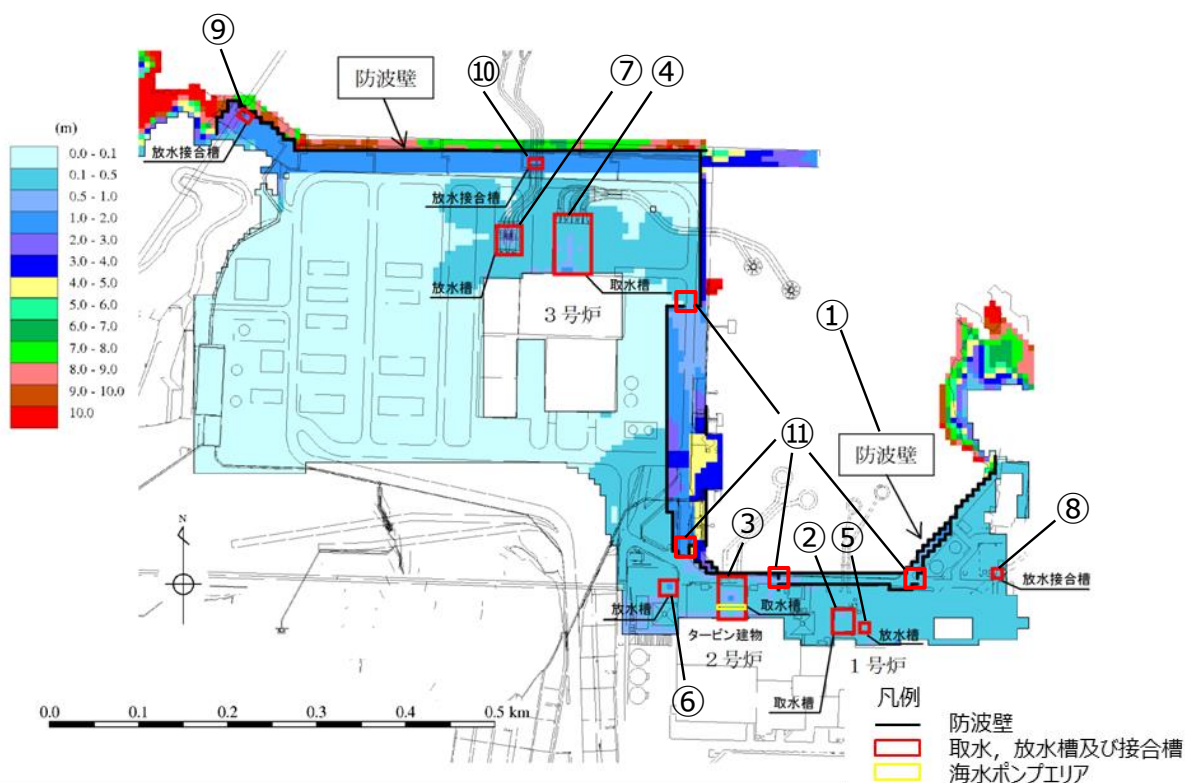 ⑨
⑩
⑦
④
防波壁
(m)
0.0 - 0.1
0.1 - 0.5
0.5 - 1.0
1.0 - 2.0
2.0 - 3.0
3.0 - 4.0
4.0 - 5.0
5.0 - 6.0
6.0 - 7.0
7.0 - 8.0
8.0 - 9.0
9.0 - 10.0
10.0
放水接合槽
放水接合槽
放水槽
取水槽
3号炉
①
⑪
防波壁
③
②
⑤
⑧
N
放水槽
取水槽
放水槽
放水接合槽
タービン建物
2号炉
1号炉
⑥
取水槽
0.0 0.1 0.2 0.3 0.4 0.5 km
凡例
防波壁
取水，放水槽及び接合槽
海水ポンプエリア